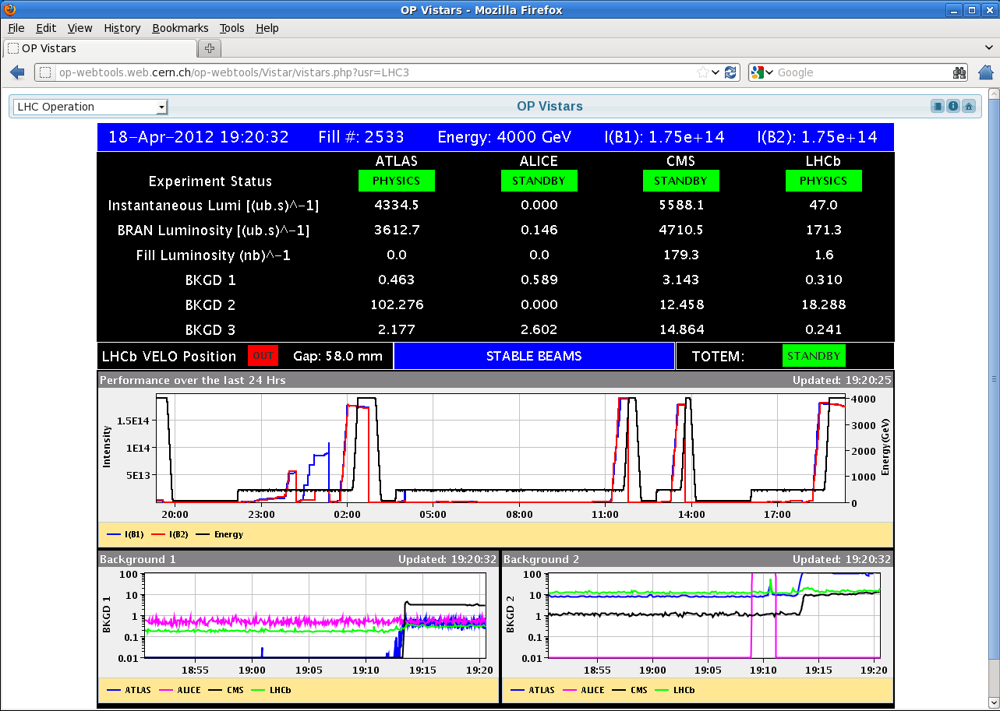 OP Vistars - Mozilla Firefox
File Edit View History Bookmarks Tools Help
OP Vistars
op-webtools.web.cern.ch/op-webtools/Vistar/vistars.php?usr=LHC3 Google
LHC Operation OP Vistars
18-Apr-2012 19:20:32 Fill #: 2533 Energy: 4000 GeV I(B1): 1.75e+14 I(B2): 1.75e+14
ATLAS ALICE CMS LHCb
Experiment Status PHYSICS STANDBY STANDBY PHYSICS
Instantaneous Lumi [(ub.s)^-1] 4334.5 0.000 5588.1 47.0
BRAN Luminosity [(ub.s)^-1] 3612.7 0.146 4710.5 171.3
Fill Luminosity (nb)^-1 0.0 0.0 179.3 1.6
BKGD 1 0.463 0.589 3.143 0.310
BKGD 2 102.276 0.000 12.458 18.288
BKGD 3 2.177 2.602 14.864 0.241
LHCb VELO Position OUT Gap: 58.0 mm STABLE BEAMS TOTEM: STANDBY
Performance over the last 24 Hrs Updated: 19:20:25
Intensity
1.5E14
1E14
5E13
4000
3000
2000
1000
0
Energy(GeV)
20:00 23:00 02:00 05:00 08:00 11:00 14:00 17:00
I(B1) I(B2) Energy
Background 1 Updated: 19:20:32
BKGD 1
100
10
1
0.1
0.01
18:55 19:00 19:05 19:10 19:15 19:20
ATLAS ALICE CMS LHCb
Background 2 Updated: 19:20:32
BKGD 2
100
10
1
0.1
0.01
18:55 19:00 19:05 19:10 19:15 19:20
ATLAS ALICE CMS LHCb